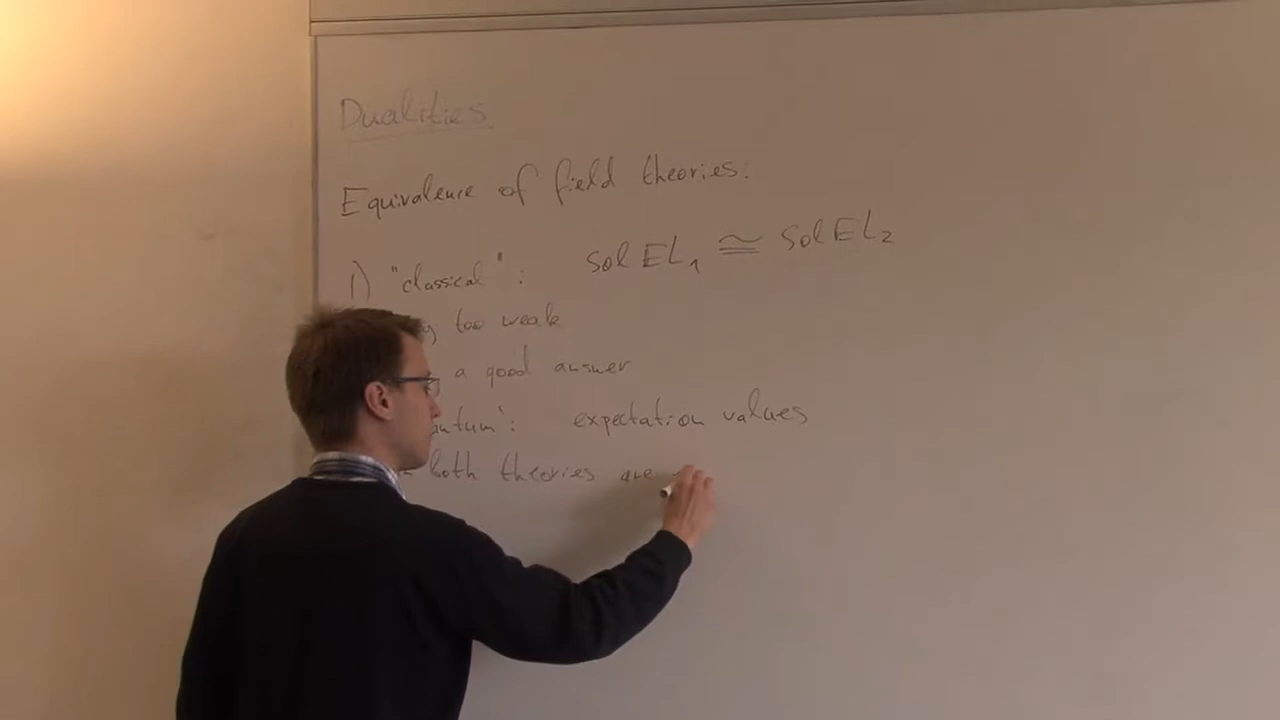 Dualities
Equivalence of field theories:
1) "classical": Sol EL₁ ≅ Sol EL₂
too weak
a good answer
antum": expectation values
both theories are